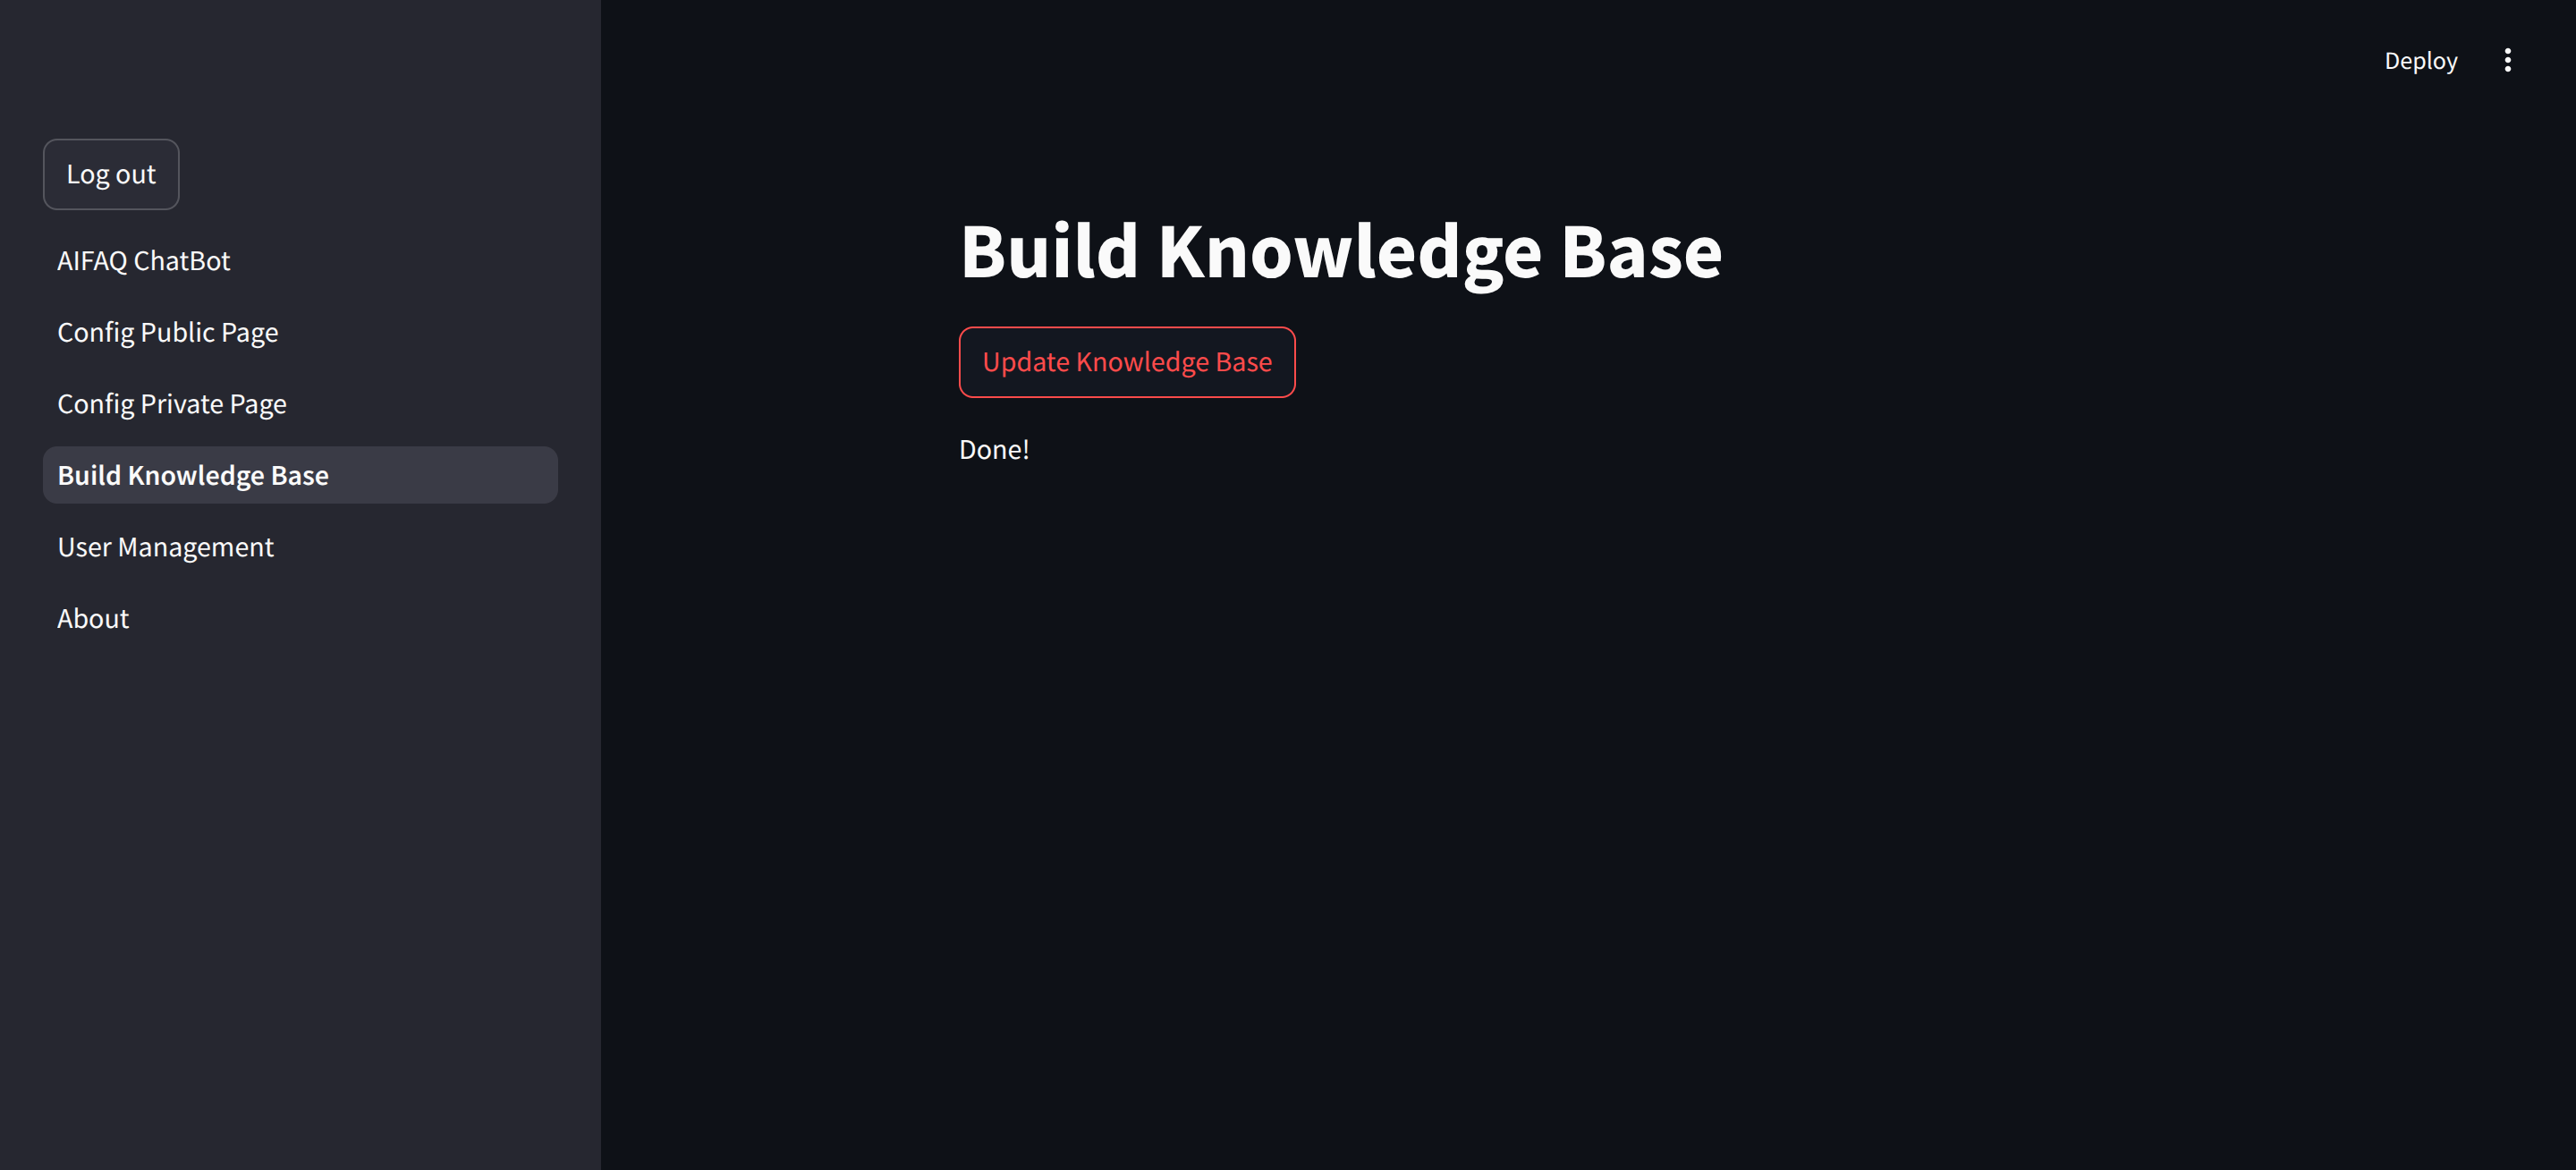 Deploy
Log out
AIFAQ ChatBot
Config Public Page
Config Private Page
Build Knowledge Base
User Management
About
Build Knowledge Base
Update Knowledge Base
Done!